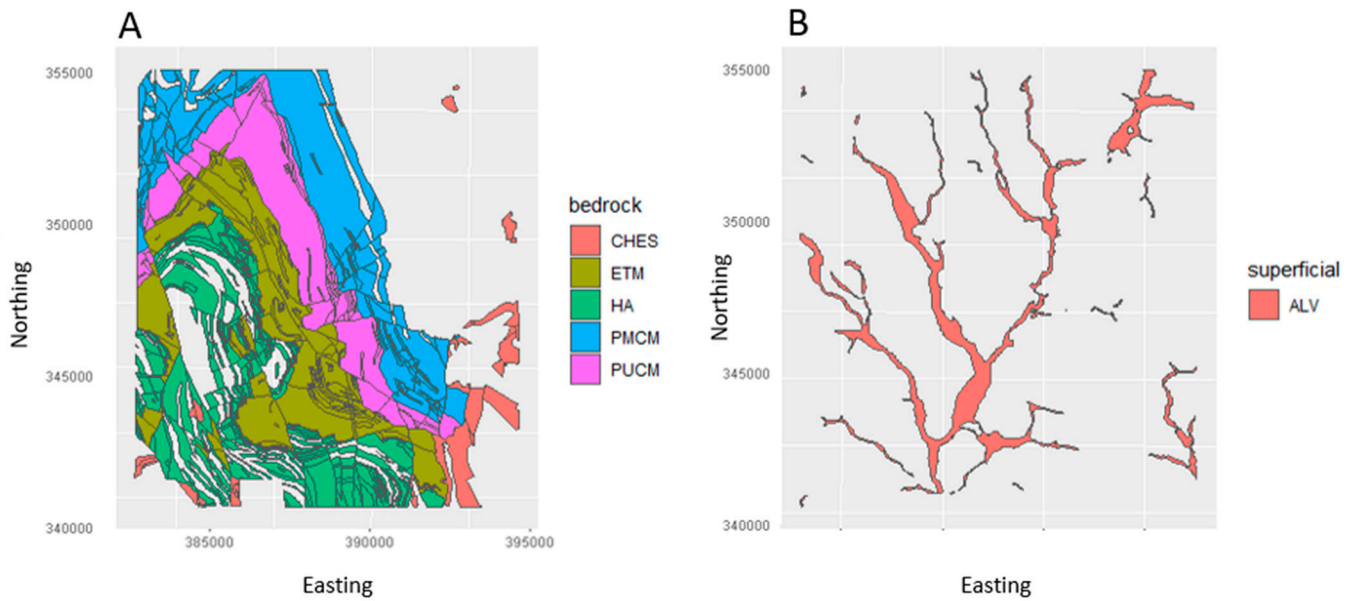 A
355000
350000
345000
340000
Northing
385000
390000
395000
Easting
bedrock
CHES
ETM
HA
PMCM
PUCM
B
355000
350000
345000
340000
Northing
Easting
superficial
ALV